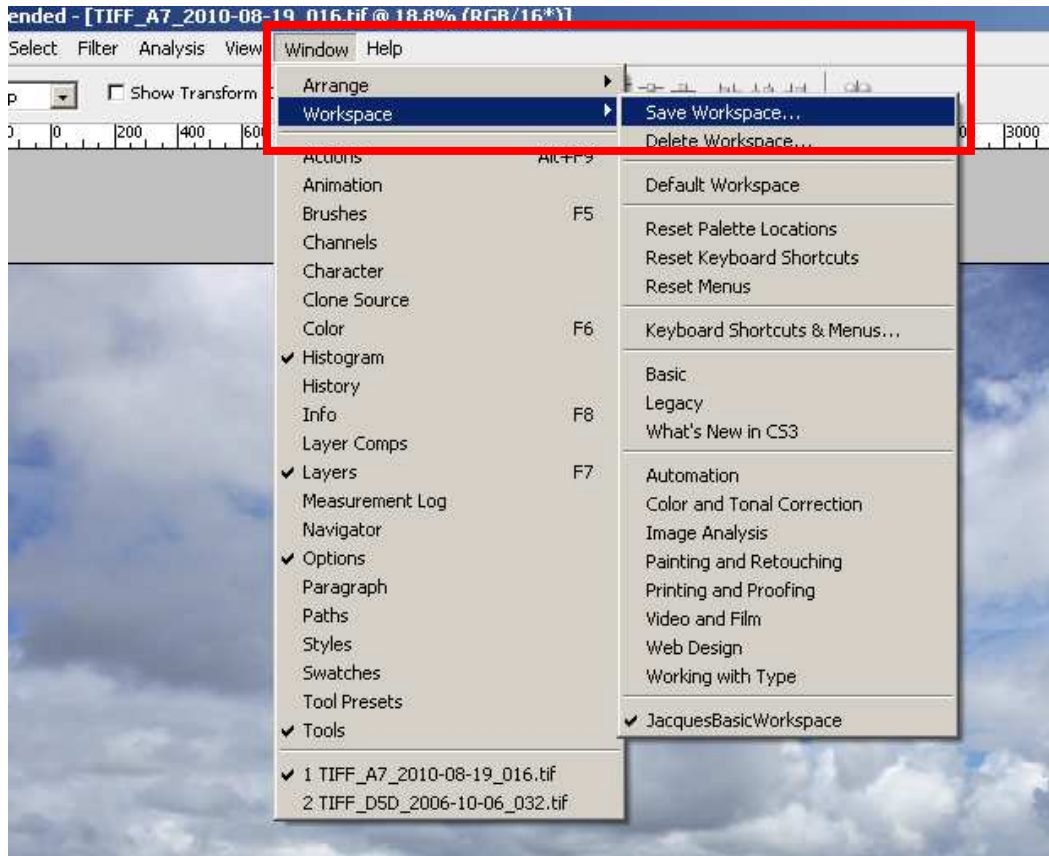 ended - [TIFF_A7_2010-08-19_016.tif @ 18.8% (RGB/16*)]
Select Filter Analysis View Window Help
p Show Transform
0 200 400 600 3000
Arrange
Workspace
Actions Alt+F9
Animation
Brushes F5
Channels
Character
Clone Source
Color F6
Histogram
History
Info F8
Layer Comps
Layers F7
Measurement Log
Navigator
Options
Paragraph
Paths
Styles
Swatches
Tool Presets
Tools
1 TIFF_A7_2010-08-19_016.tif
2 TIFF_D5D_2006-10-06_032.tif
Save Workspace...
Delete Workspace...
Default Workspace
Reset Palette Locations
Reset Keyboard Shortcuts
Reset Menus
Keyboard Shortcuts & Menus...
Basic
Legacy
What's New in CS3
Automation
Color and Tonal Correction
Image Analysis
Painting and Retouching
Printing and Proofing
Video and Film
Web Design
Working with Type
JacquesBasicWorkspace